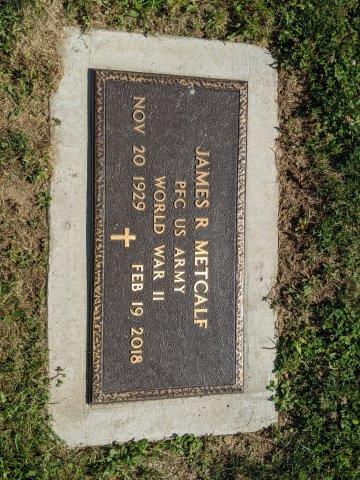 JAMES R METCALF
PFC US ARMY
WORLD WAR II
NOV 20 1929 FEB 19 2018